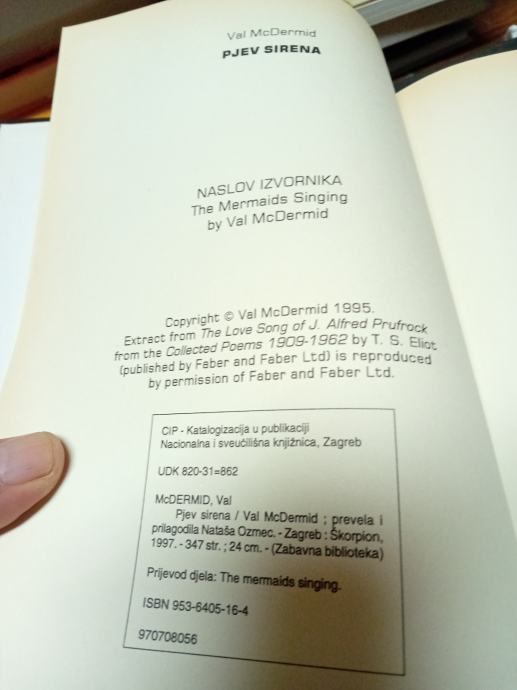 Val McDermid
PJEV SIRENA
NASLOV IZVORNIKA
The Mermaids Singing
by Val McDermid
Copyright © Val McDermid 1995.
Extract from The Love Song of J. Alfred Prufrock
from the Collected Poems 1909-1962 by T. S. Eliot
(published by Faber and Faber Ltd) is reproduced
by permission of Faber and Faber Ltd.
CIP - Katalogizacija u publikaciji
Nacionalna i sveučilišna knjižnica, Zagreb
UDK 820-31=862
McDERMID, Val
Pjev sirena / Val McDermid ; prevela i
prilagodila Nataša Ozmec. - Zagreb : Škorpion,
1997. - 347 str. ; 24 cm. - (Zabavna biblioteka)
Prijevod djela: The mermaids singing.
ISBN 953-6405-16-4
970708056